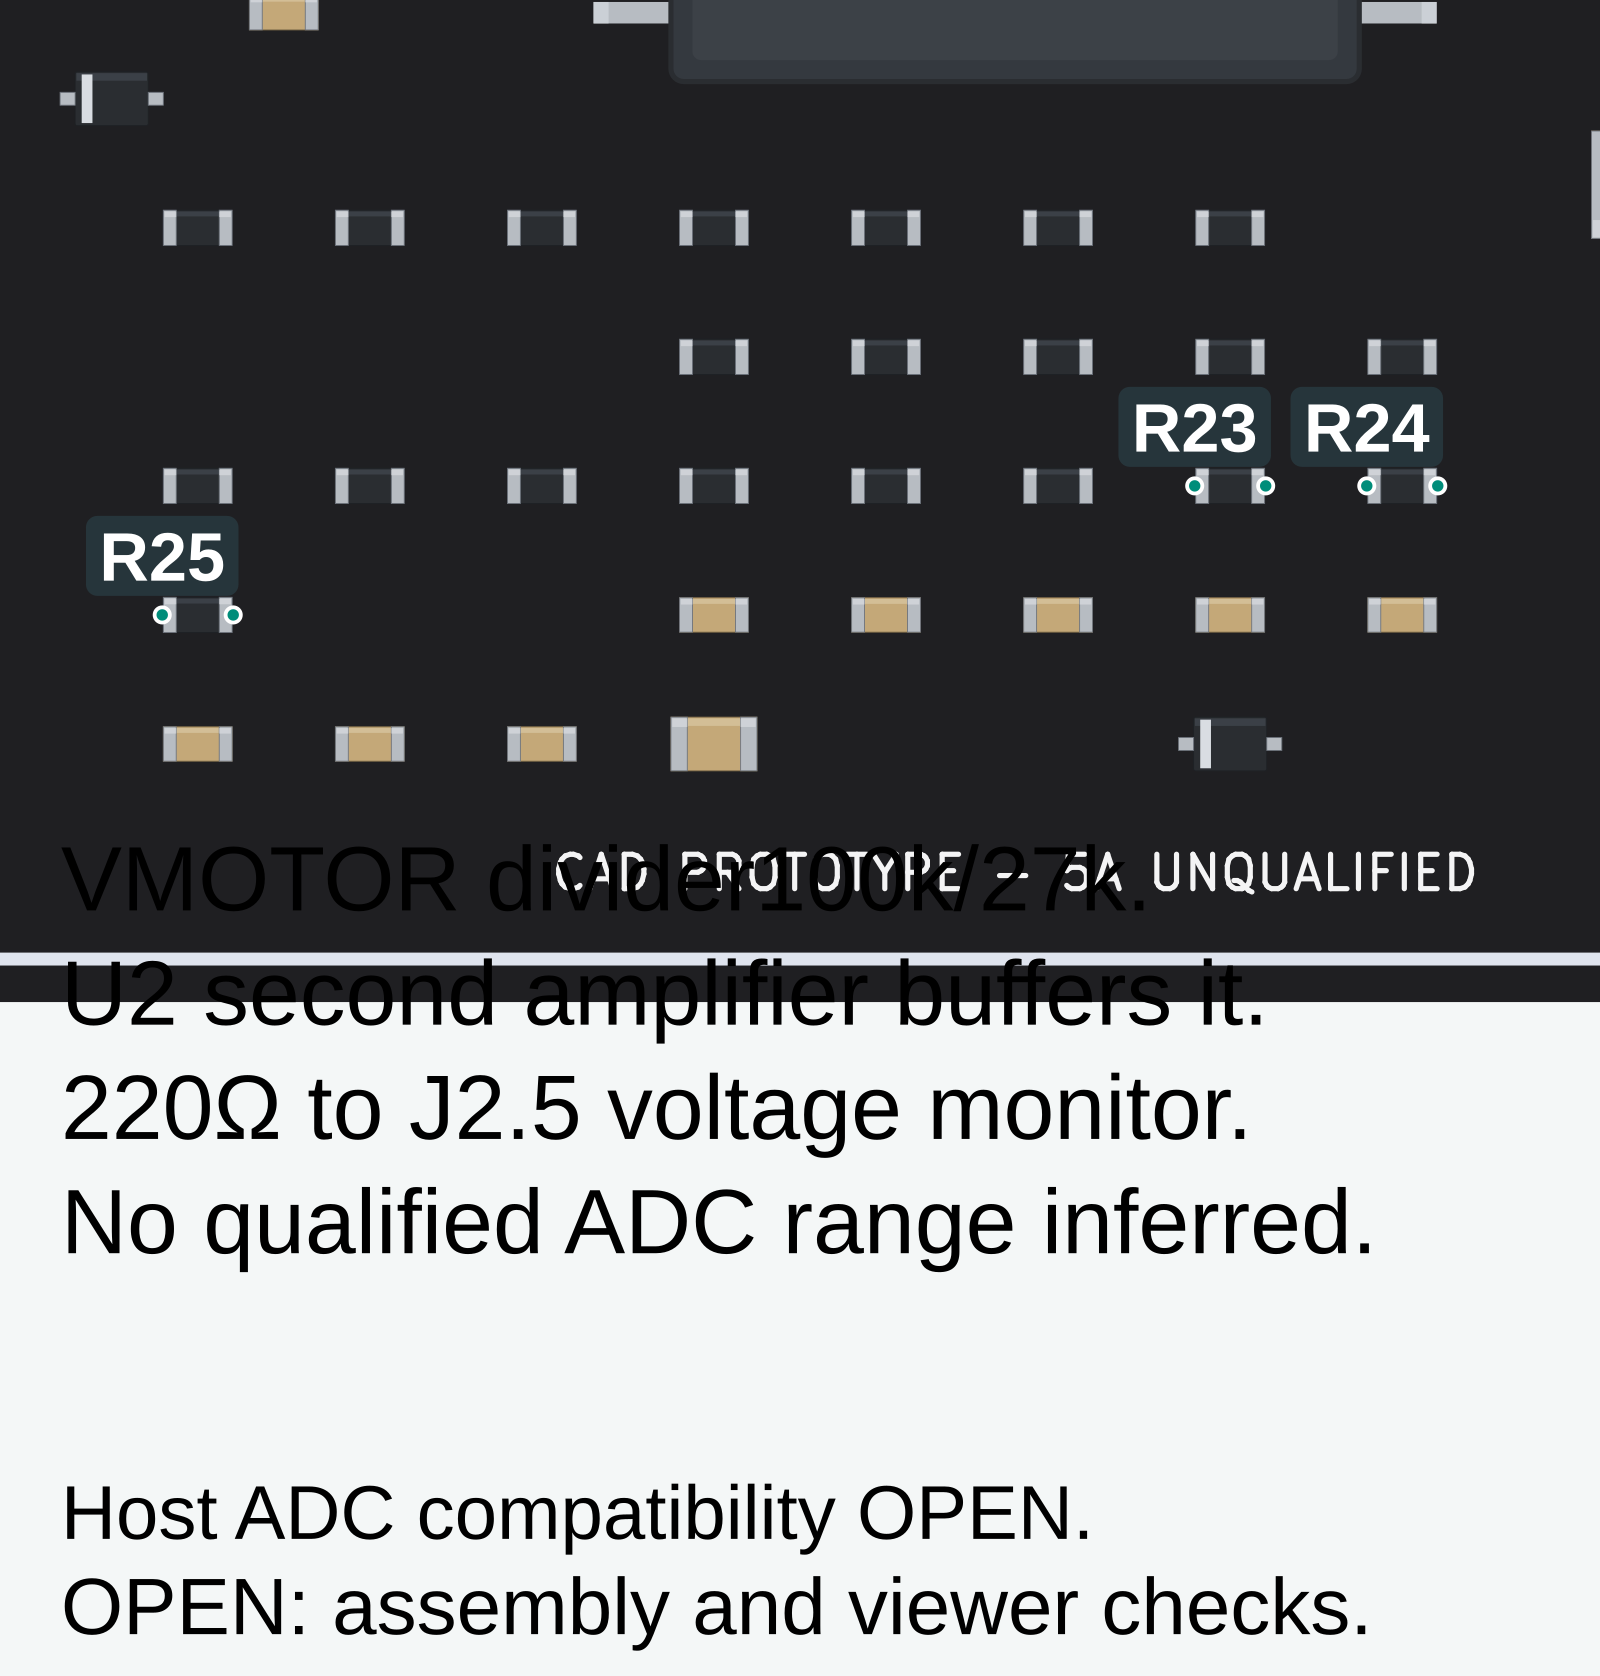 R23 R24
R25
CAD PROTOTYPE - 5A UNQUALIFIED
VMOTOR divider100k/27k.
U2 second amplifier buffers it.
220Ω to J2.5 voltage monitor.
No qualified ADC range inferred.
Host ADC compatibility OPEN.
OPEN: assembly and viewer checks.